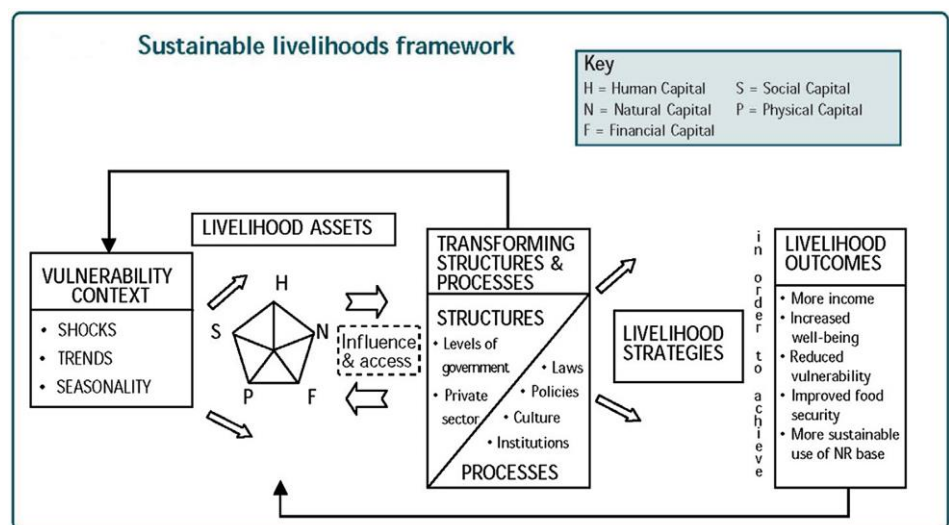 Sustainable livelihoods framework
Key
H = Human Capital S = Social Capital
N = Natural Capital P = Physical Capital
F = Financial Capital
LIVELIHOOD ASSETS
VULNERABILITY
CONTEXT
• SHOCKS
• TRENDS
• SEASONALITY
H
S
N
P
F
Influence
& access
TRANSFORMING
STRUCTURES &
PROCESSES
STRUCTURES
• Levels of
government
• Private
sector
• Laws
• Policies
• Culture
• Institutions
PROCESSES
LIVELIHOOD
STRATEGIES
in order to achieve
LIVELIHOOD
OUTCOMES
• More income
• Increased
well-being
• Reduced
vulnerability
• Improved food
security
• More sustainable
use of NR base